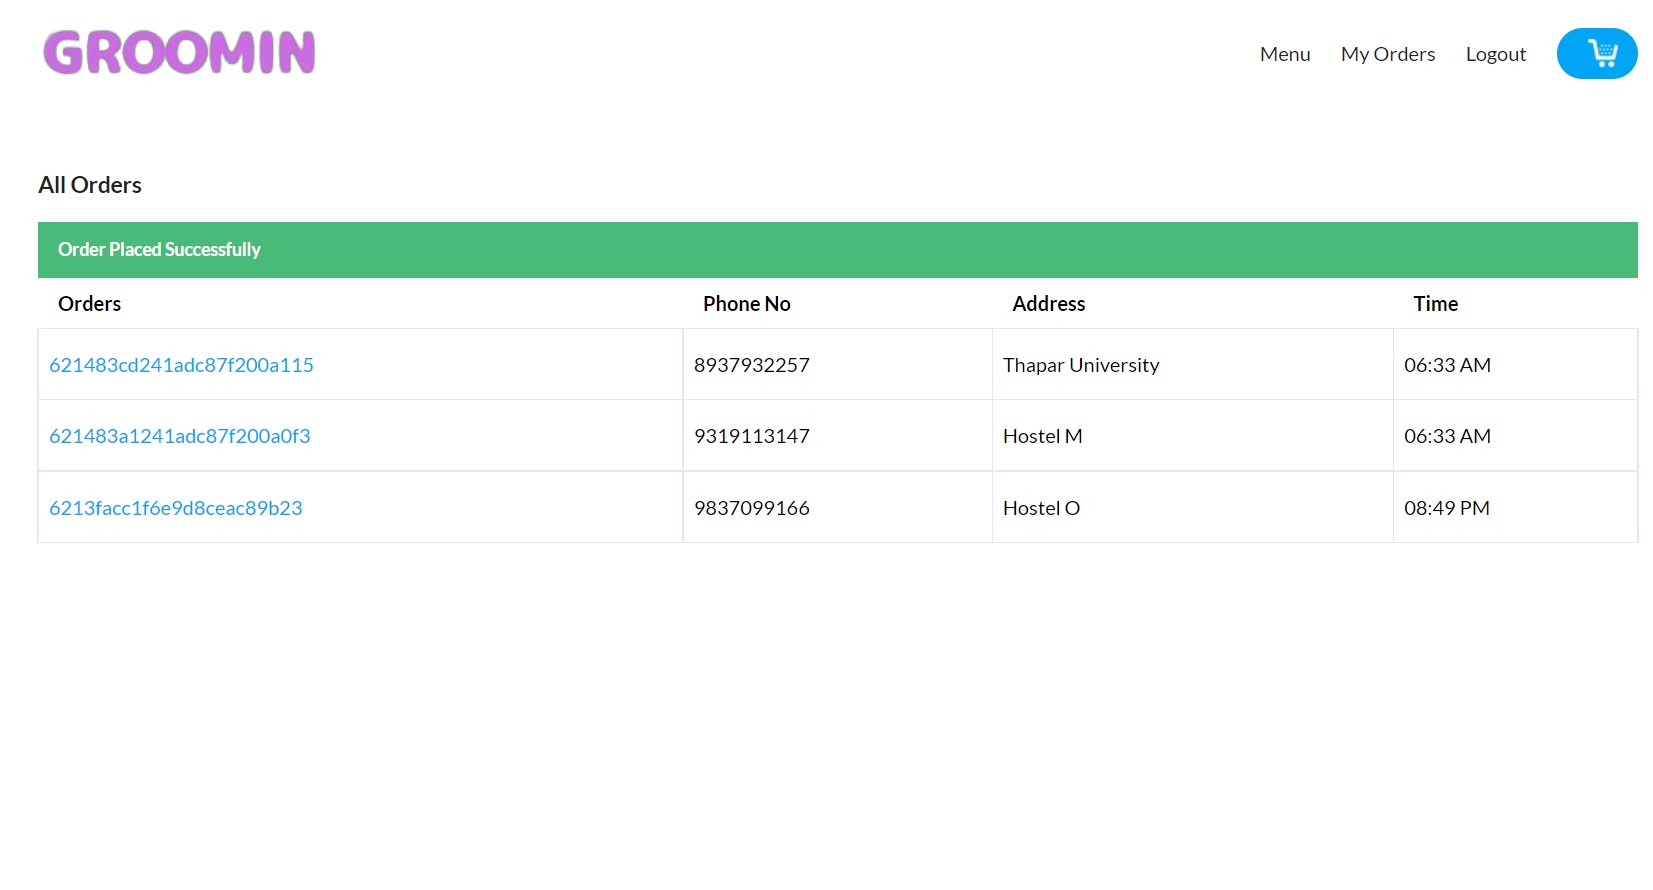 GROOMIN
Menu My Orders Logout
All Orders
Order Placed Successfully
Orders Phone No Address Time
621483cd241adc87f200a115 8937932257 Thapar University 06:33 AM
621483a1241adc87f200a0f3 9319113147 Hostel M 06:33 AM
6213facc1f6e9d8ceac89b23 9837099166 Hostel O 08:49 PM